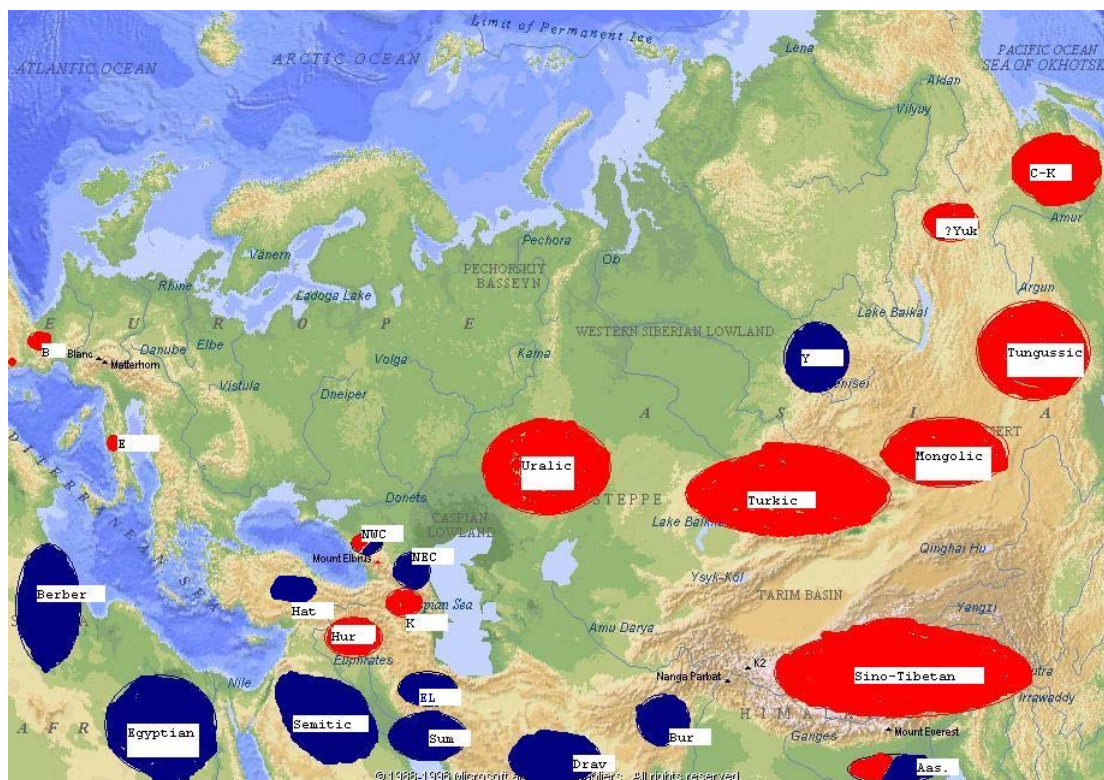 Limit of Permanent Ice
ATLANTIC OCEAN
ARCTIC OCEAN
Lena
PACIFIC OCEAN
SEA OF OKHOTSK
Aldan
Vilyuy
C-K
Amur
?Yuk
Vänern
Pechora
PECHORSKIY
BASSEYN
Ob
Rhine
Ladoga Lake
Argun
Lake Baikal
E U R O P E
WESTERN SIBERIAN LOWLAND
B
Blanc
Matterhorn
Danube
Elbe
Volga
Kama
Y
Tungussic
Vistula
Dneiper
A S I A
E
Uralic
Mongolic
Donets
STEPPE
Turkic
CASPIAN
LOWLAND
NWC
Mount Elbrus
NEC
Qinghai Hu
Ysyk-Köl
TARIM BASIN
Berber
Hat
K
Yangzi
Hur
Amu Darya
Euphrates
K2
Nanga Parbat
Sino-Tibetan
Irrawaddy
Nile
EL
Semitic
Egyptian
Sum
Bur
Ganges
Mount Everest
Drav
Aas.